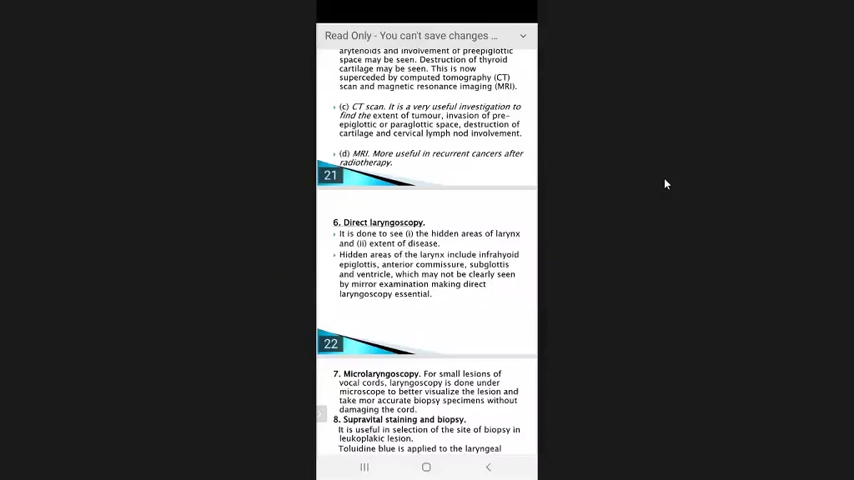 Read Only - You can't save changes ...
arytenoids and involvement of preepiglottic
space may be seen. Destruction of thyroid
cartilage may be seen. This is now
superceded by computed tomography (CT)
scan and magnetic resonance imaging (MRI).
(c) CT scan. It is a very useful investigation to
find the extent of tumour, invasion of pre-
epiglottic or paraglottic space, destruction of
cartilage and cervical lymph nod involvement.
(d) MRI. More useful in recurrent cancers after
radiotherapy.
21
6. Direct laryngoscopy.
It is done to see (i) the hidden areas of larynx
and (ii) extent of disease.
Hidden areas of the larynx include infrahyoid
epiglottis, anterior commissure, subglottis
and ventricle, which may not be clearly seen
by mirror examination making direct
laryngoscopy essential.
22
7. Microlaryngoscopy. For small lesions of
vocal cords, laryngoscopy is done under
microscope to better visualize the lesion and
take mor accurate biopsy specimens without
damaging the cord.
8. Supravital staining and biopsy.
It is useful in selection of the site of biopsy in
leukoplakic lesion.
Toluidine blue is applied to the laryngeal